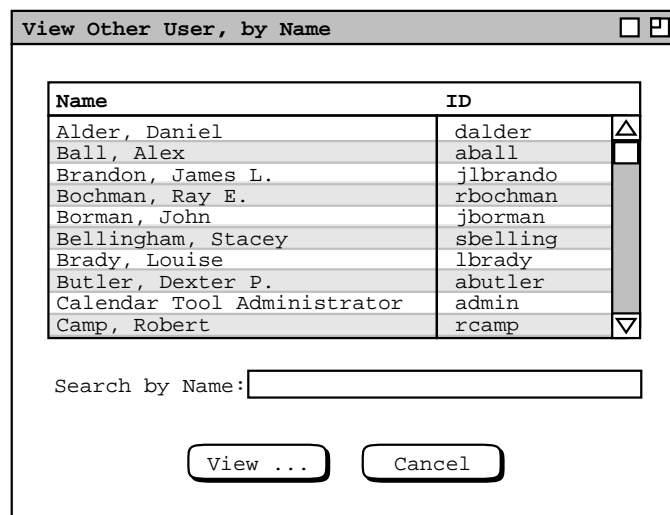 View Other User, by Name
Name ID
Alder, Daniel dalder
Ball, Alex aball
Brandon, James L. jlbrando
Bochman, Ray E. rbochman
Borman, John jborman
Bellingham, Stacey sbelling
Brady, Louise lbrady
Butler, Dexter P. abutler
Calendar Tool Administrator admin
Camp, Robert rcamp
Search by Name:
View ... Cancel